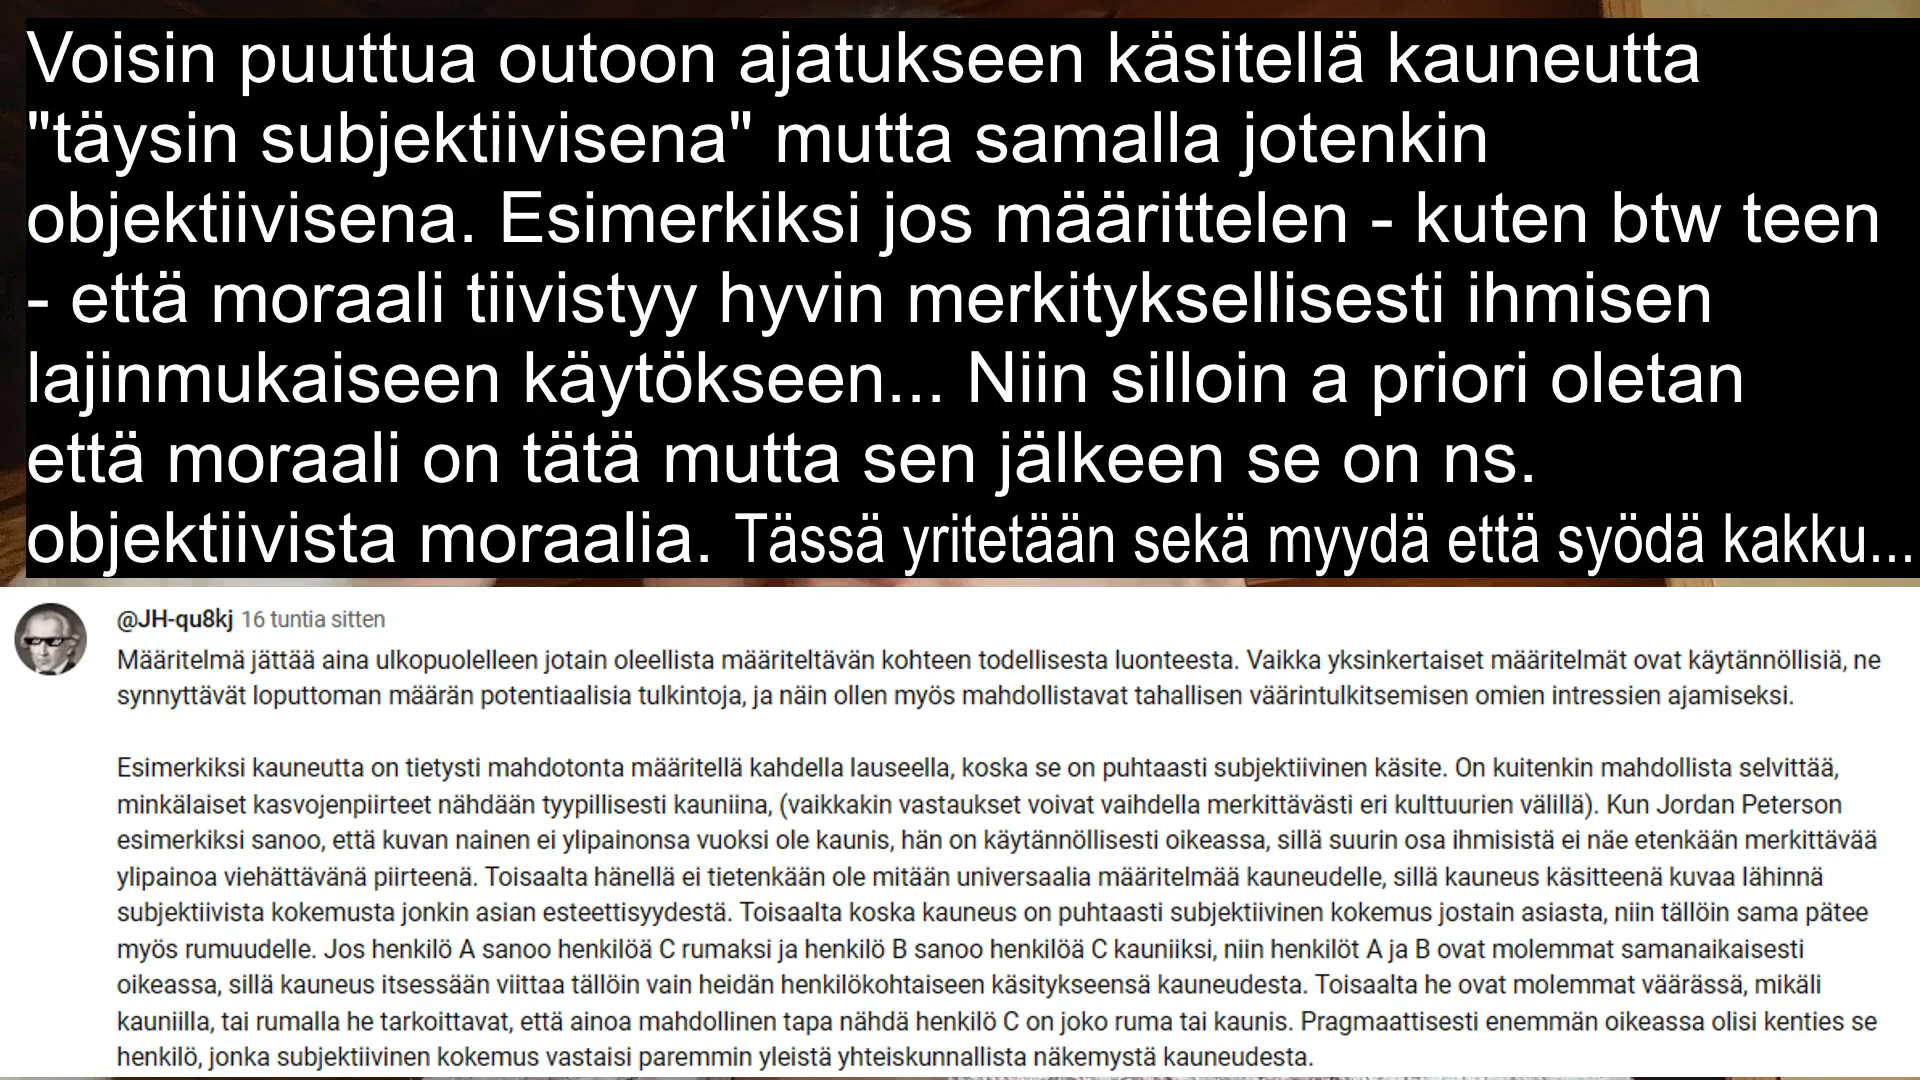 Voisin puuttua outoon ajatukseen käsitellä kauneutta
"täysin subjektiivisena" mutta samalla jotenkin
objektiivisena. Esimerkiksi jos määrittelen - kuten btw teen
- että moraali tiivistyy hyvin merkityksellisesti ihmisen
lajinmukaiseen käytökseen... Niin silloin a priori oletan
että moraali on tätä mutta sen jälkeen se on ns.
objektiivista moraalia. Tässä yritetään sekä myydä että syödä kakku...
@JH-qu8kj 16 tuntia sitten
Määritelmä jättää aina ulkopuolelleen jotain oleellista määriteltävän kohteen todellisesta luonteesta. Vaikka yksinkertaiset määritelmät ovat käytännöllisiä, ne
synnyttävät loputtoman määrän potentiaalisia tulkintoja, ja näin ollen myös mahdollistavat tahallisen väärintulkitsemisen omien intressien ajamiseksi.
Esimerkiksi kauneutta on tietysti mahdotonta määritellä kahdella lauseella, koska se on puhtaasti subjektiivinen käsite. On kuitenkin mahdollista selvittää,
minkälaiset kasvojenpiirteet nähdään tyypillisesti kauniina, (vaikkakin vastaukset voivat vaihdella merkittävästi eri kulttuurien välillä). Kun Jordan Peterson
esimerkiksi sanoo, että kuvan nainen ei ylipainonsa vuoksi ole kaunis, hän on käytännöllisesti oikeassa, sillä suurin osa ihmisistä ei näe etenkään merkittävää
ylipainoa viehättävänä piirteenä. Toisaalta hänellä ei tietenkään ole mitään universaalia määritelmää kauneudelle, sillä kauneus käsitteenä kuvaa lähinnä
subjektiivista kokemusta jonkin asian esteettisyydestä. Toisaalta koska kauneus on puhtaasti subjektiivinen kokemus jostain asiasta, niin tällöin sama pätee
myös rumuudelle. Jos henkilö A sanoo henkilöä C rumaksi ja henkilö B sanoo henkilöä C kauniiksi, niin henkilöt A ja B ovat molemmat samanaikaisesti
oikeassa, sillä kauneus itsessään viittaa tällöin vain heidän henkilökohtaiseen käsitykseensä kauneudesta. Toisaalta he ovat molemmat väärässä, mikäli
kauniilla, tai rumalla he tarkoittavat, että ainoa mahdollinen tapa nähdä henkilö C on joko ruma tai kaunis. Pragmaattisesti enemmän oikeassa olisi kenties se
henkilö, jonka subjektiivinen kokemus vastaisi paremmin yleistä yhteiskunnallista näkemystä kauneudesta.